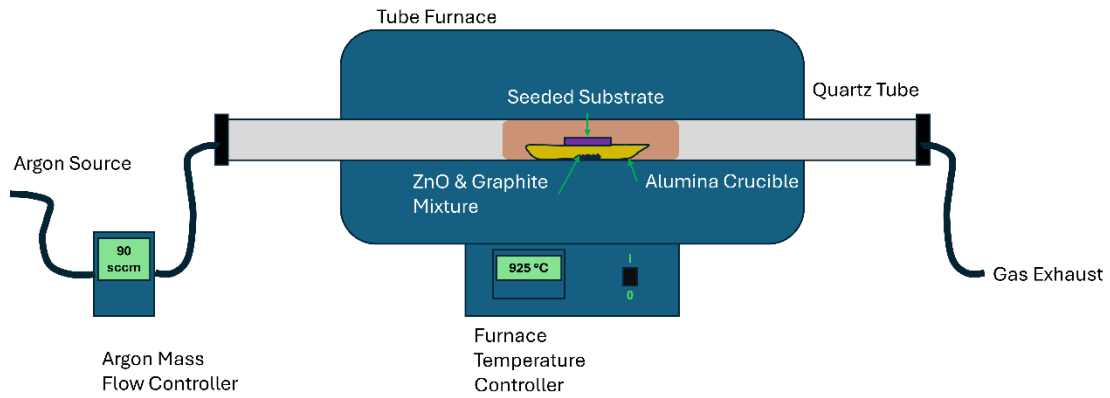 Tube Furnace
Seeded Substrate
Quartz Tube
Argon Source
ZnO & Graphite
Mixture
Alumina Crucible
90
sccm
925 °C
I
0
Gas Exhaust
Argon Mass
Flow Controller
Furnace
Temperature
Controller